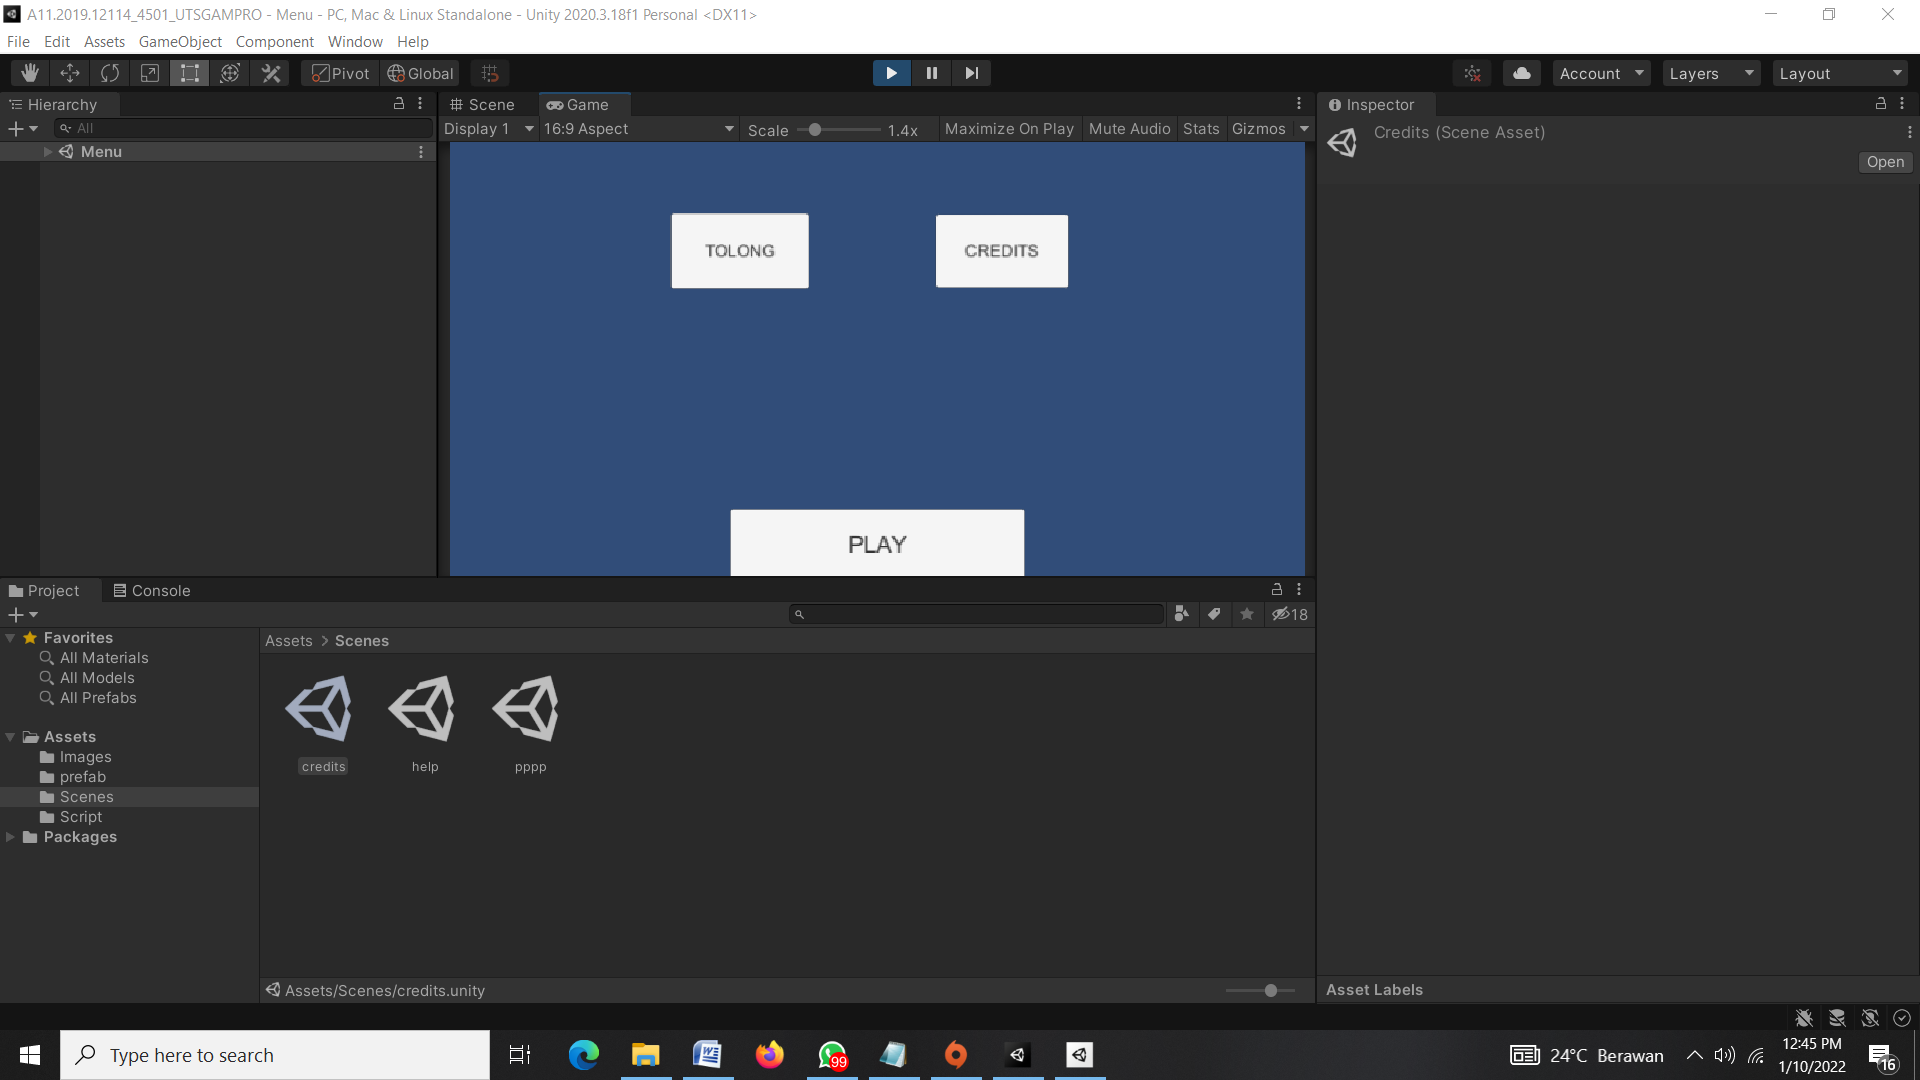 A11.2019.12114_4501_UTSGAMPRO - Menu - PC, Mac & Linux Standalone - Unity 2020.3.18f1 Personal <DX11>
File Edit Assets GameObject Component Window Help
Pivot Global Account Layers Layout
Hierarchy
All
Menu
Scene Game
Display 1 16:9 Aspect Scale 1.4x Maximize On Play Mute Audio Stats Gizmos
TOLONG CREDITS
PLAY
Inspector
Credits (Scene Asset)
Open
Project Console
18
Favorites
All Materials
All Models
All Prefabs
Assets
Images
prefab
Scenes
Script
Packages
Assets > Scenes
credits help pppp
Assets/Scenes/credits.unity
Asset Labels
Type here to search
99
24°C Berawan
12:45 PM
1/10/2022
16